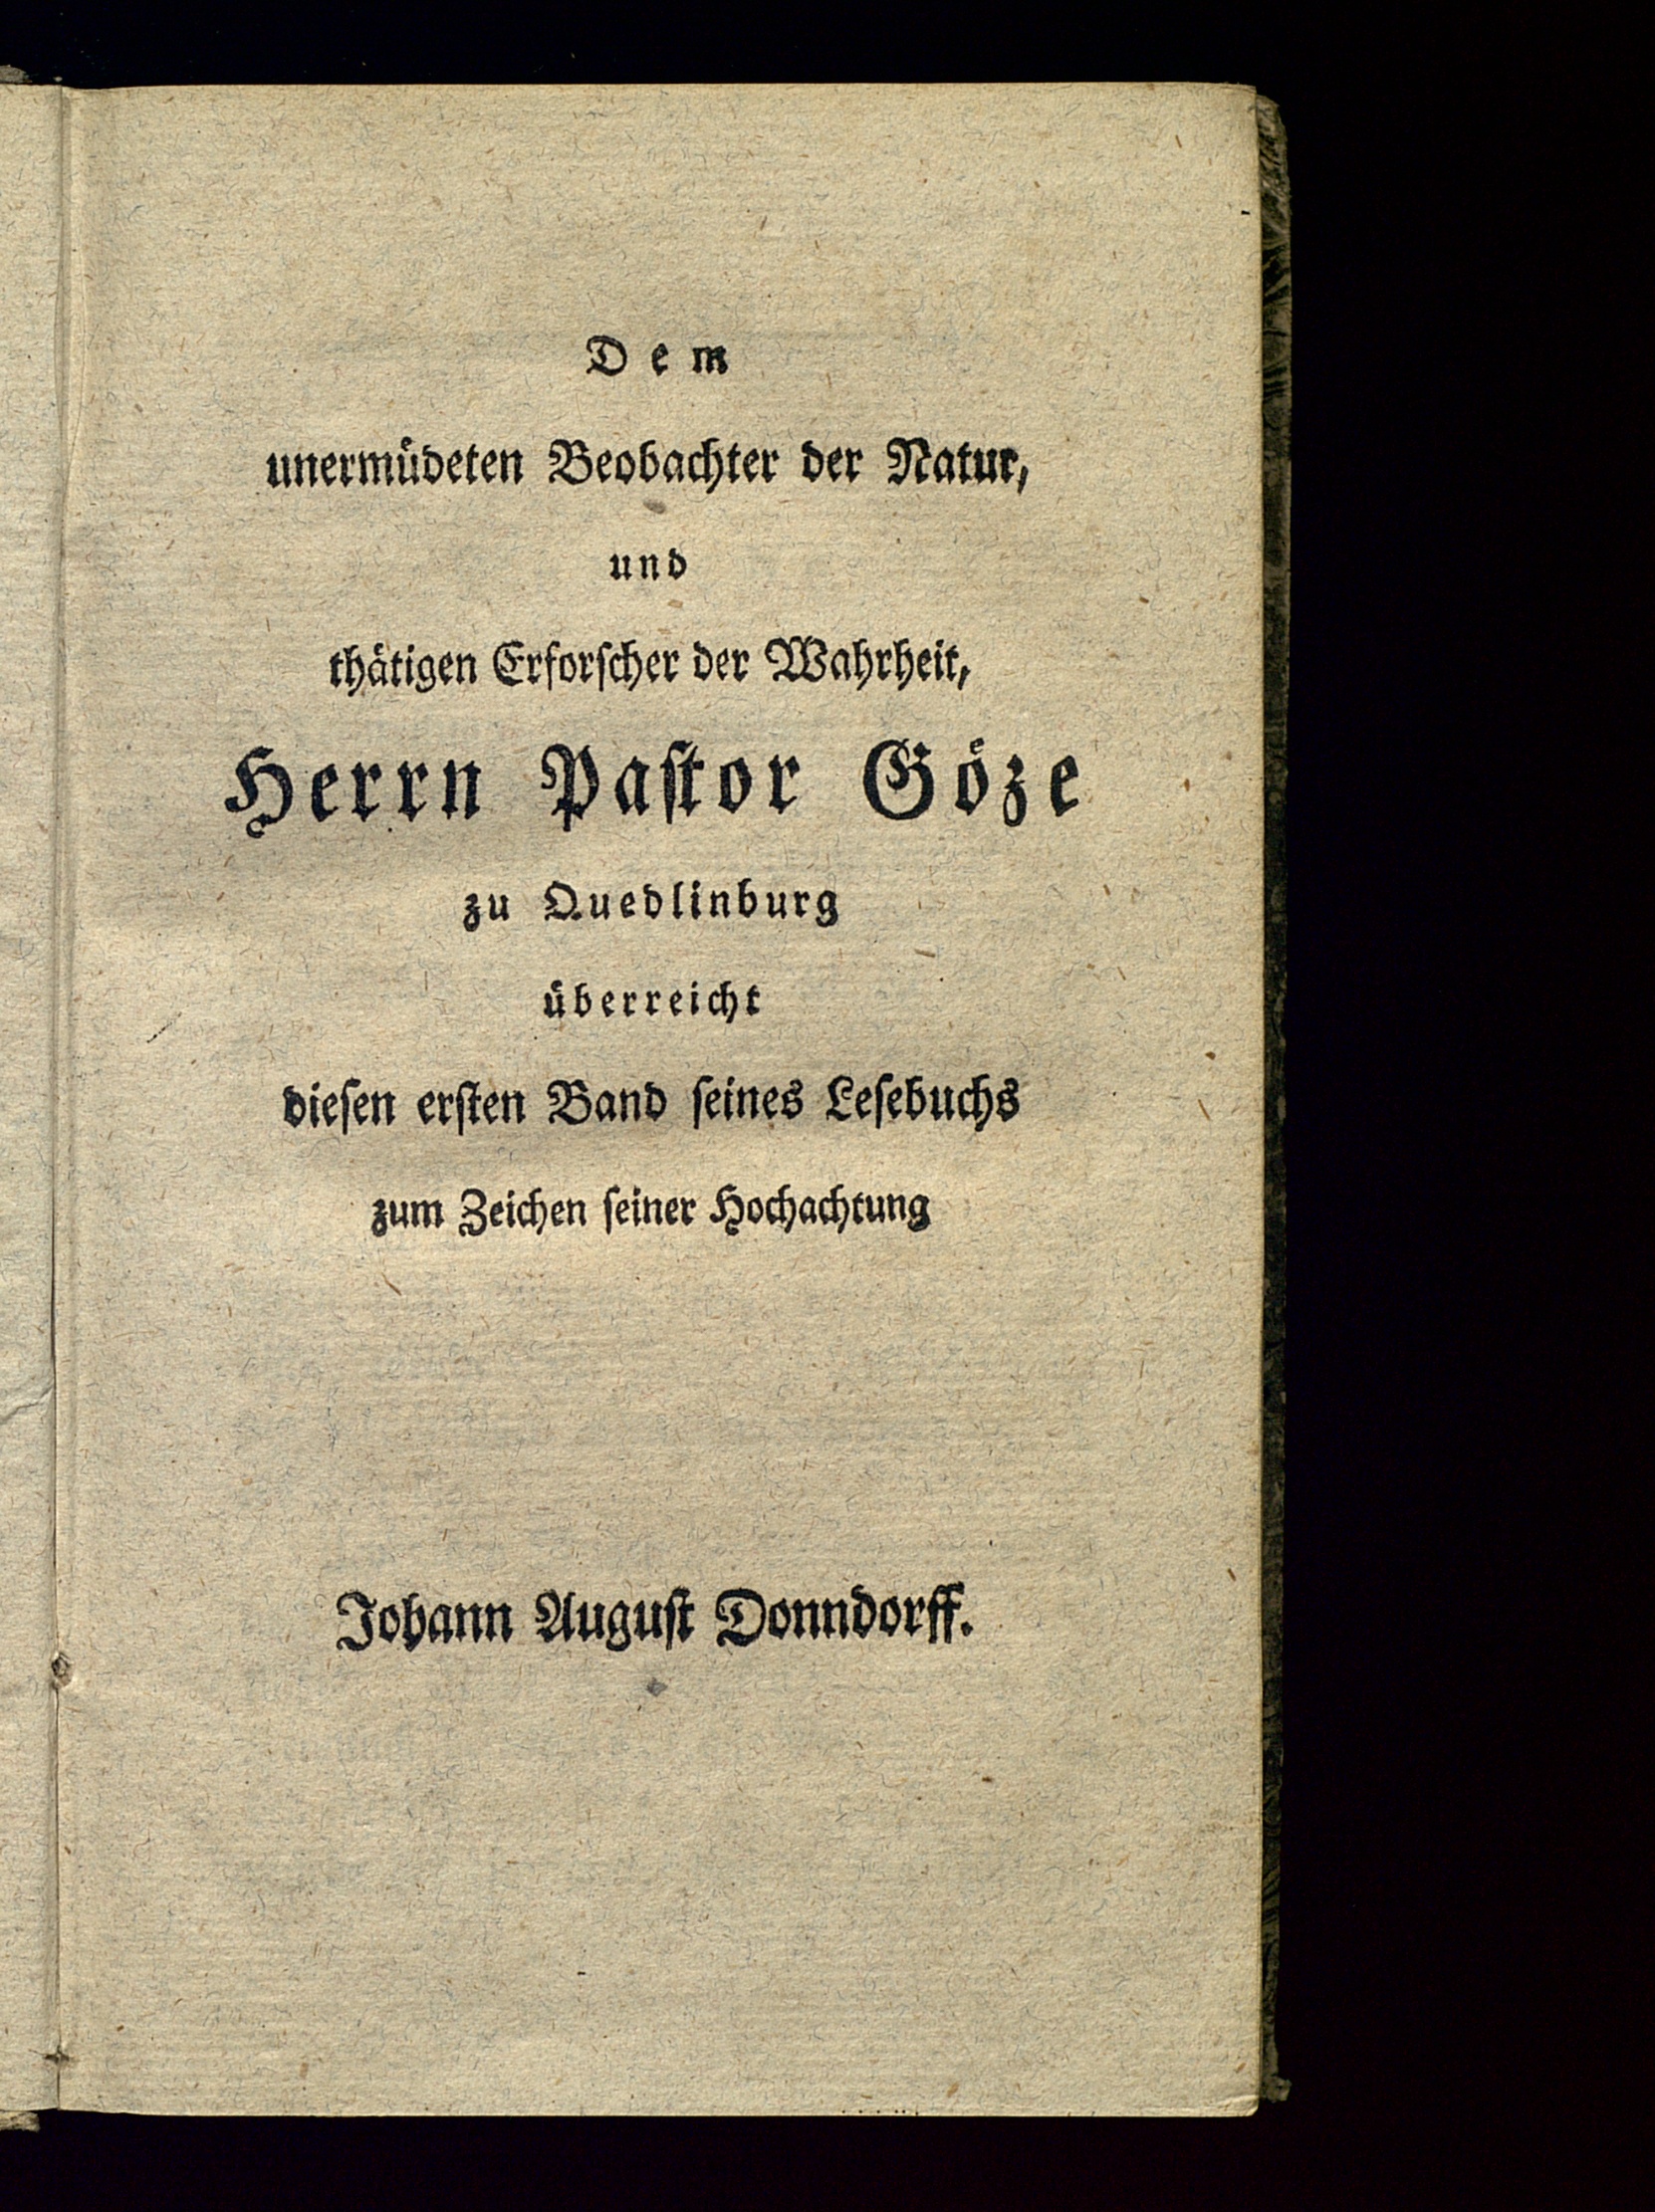 Dem
unermüdeten Beobachter der Natur,
und
thätigen Erforſcher der Wahrheit,
Herrn Paſtor Göze
zu Quedlinburg
überreicht
dieſen erſten Band ſeines Leſebuchs
zum Zeichen ſeiner Hochachtung
Johann Auguſt Donndorff.